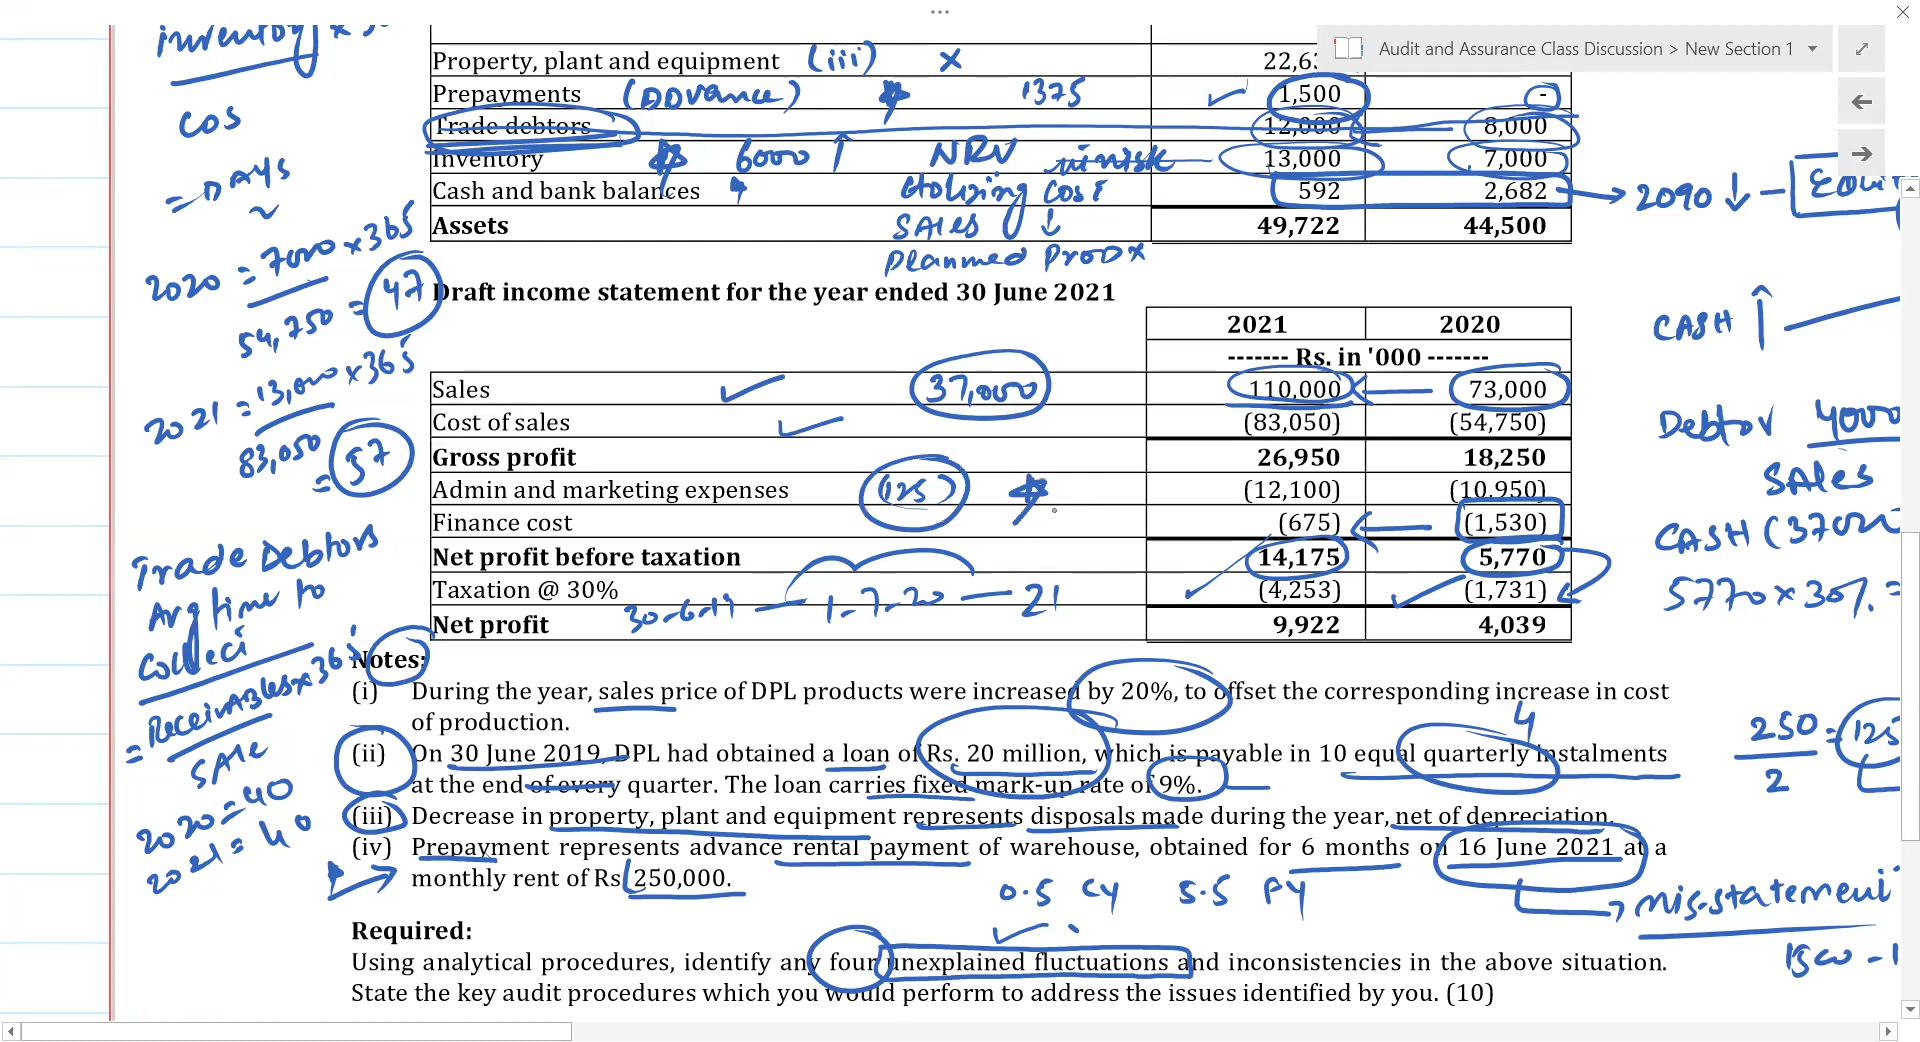 Audit and Assurance Class Discussion > New Section 1
inventory x 3
COS
= DAYS
2020 = 7000 x 365
54,750 = 47
2021 = 13,000 x 365
83,050 = 57
Trade Debtors
Avg time to
Collect
= Receivables x 365
SALE
2020 = 40
2021 = 40
Property, plant and equipment (iii) x 22,63
Prepayments (ADvance) 1375 1,500 -
Trade debtors 12,000 8,000
Inventory 6000 ↑ NRV 13,000 7,000
Cash and bank balances Cost 592 2,682 → 2090 ↓ -
Assets SALES ↓ 49,722 44,500
Planned PRODX
Draft income statement for the year ended 30 June 2021
2021 2020
------- Rs. in '000 -------
Sales 37,000 110,000 73,000
Cost of sales (83,050) (54,750)
Gross profit 26,950 18,250
Admin and marketing expenses (125) (12,100) (10,950)
Finance cost (675) (1,530)
Net profit before taxation 14,175 5,770
Taxation @ 30% 30-6-19 — 1-7-20 — 21 (4,253) (1,731)
Net profit 9,922 4,039
CASH ↑
Debtor 4000
SALES
CASH (3700
5770 x 30% =
Notes:
(i) During the year, sales price of DPL products were increased by 20%, to offset the corresponding increase in cost
of production.
4
(ii) On 30 June 2019, DPL had obtained a loan of Rs. 20 million, which is payable in 10 equal quarterly instalments
at the end of every quarter. The loan carries fixed mark-up rate of 9%.
250 = 125
2
(iii) Decrease in property, plant and equipment represents disposals made during the year, net of depreciation.
(iv) Prepayment represents advance rental payment of warehouse, obtained for 6 months on 16 June 2021 at a
monthly rent of Rs 250,000.
0.5 CY 5.5 PY
→ mis-statement
Required:
Using analytical procedures, identify any four unexplained fluctuations and inconsistencies in the above situation.
State the key audit procedures which you would perform to address the issues identified by you. (10)